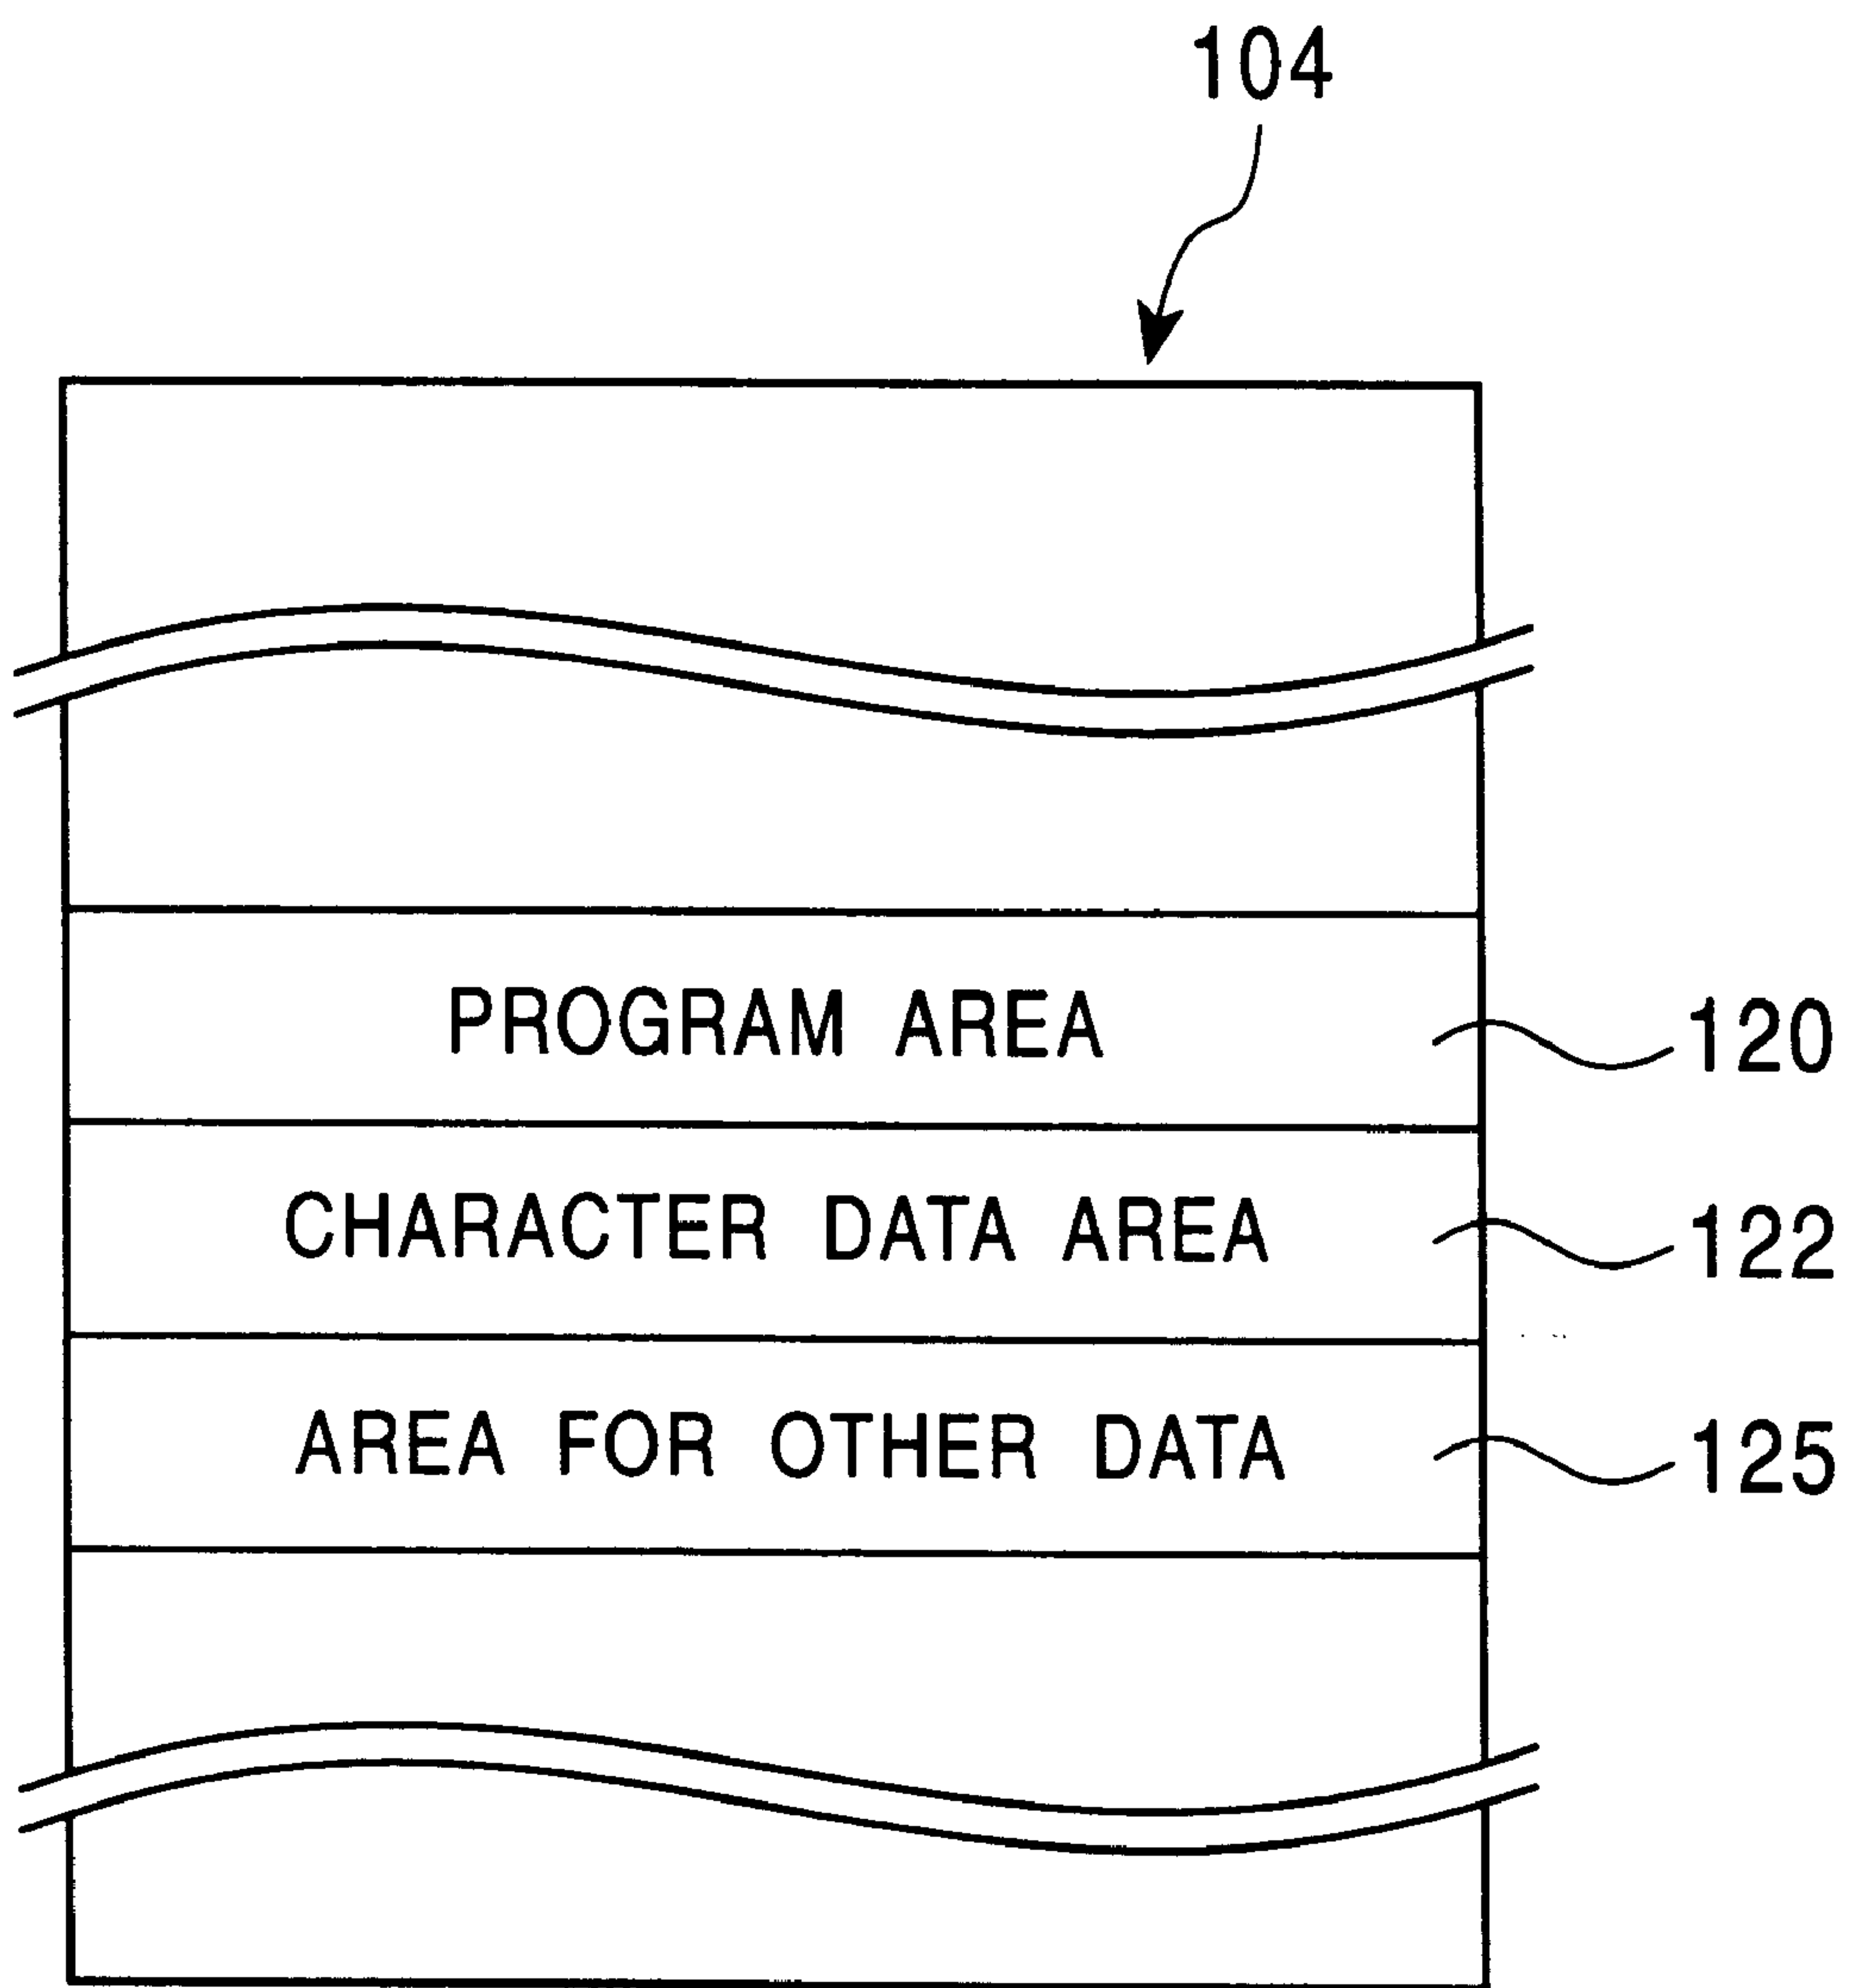 104
PROGRAM AREA
120
CHARACTER DATA AREA
122
AREA FOR OTHER DATA
125